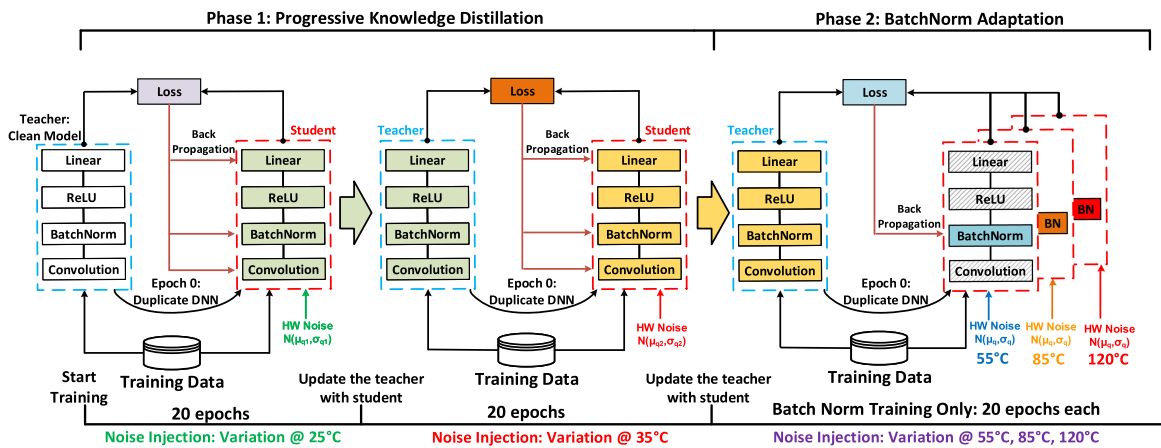 Phase 1: Progressive Knowledge Distillation
Phase 2: BatchNorm Adaptation
Loss
Teacher:
Clean Model
Linear
ReLU
BatchNorm
Convolution
Back
Propagation
Student
Linear
ReLU
BatchNorm
Convolution
Epoch 0:
Duplicate DNN
HW Noise
N(μq1,σq1)
Training Data
Loss
Teacher
Linear
ReLU
BatchNorm
Convolution
Back
Propagation
Student
Linear
ReLU
BatchNorm
Convolution
Epoch 0:
Duplicate DNN
HW Noise
N(μq2,σq2)
Training Data
Loss
Teacher
Linear
ReLU
BatchNorm
Convolution
Back
Propagation
Linear
ReLU
BatchNorm
Convolution
BN
BN
Epoch 0:
Duplicate DNN
HW Noise
N(μq,σq)
55°C
HW Noise
N(μq,σq)
85°C
HW Noise
N(μq,σq)
120°C
Training Data
Start
Training
Update the teacher
with student
Update the teacher
with student
20 epochs
20 epochs
Batch Norm Training Only: 20 epochs each
Noise Injection: Variation @ 25°C
Noise Injection: Variation @ 35°C
Noise Injection: Variation @ 55°C, 85°C, 120°C